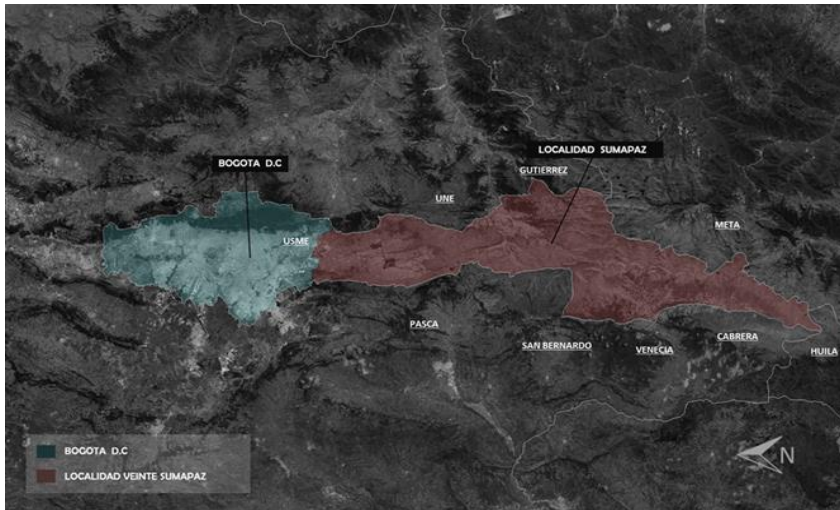 LOCALIDAD SUMAPAZ
BOGOTA D.C
GUTIERREZ
UNE
META
USME
PASCA
SAN BERNARDO
VENECIA
CABRERA
HUILA
BOGOTA D.C
LOCALIDAD VEINTE SUMAPAZ
N